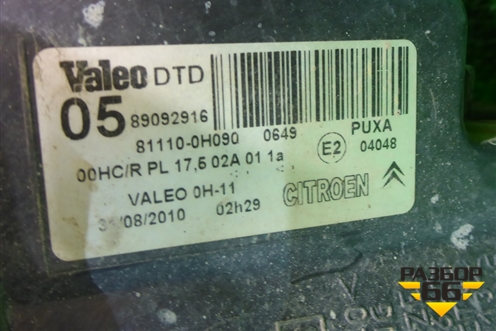 Valeo DTD
05 89092916
81110-0H090 0649 PUXA
00HC/R PL 17,5 02A 01 1a E2 04048
VALEO 0H-11 CITROEN
31/08/2010 02h29
РАЗБОР
66